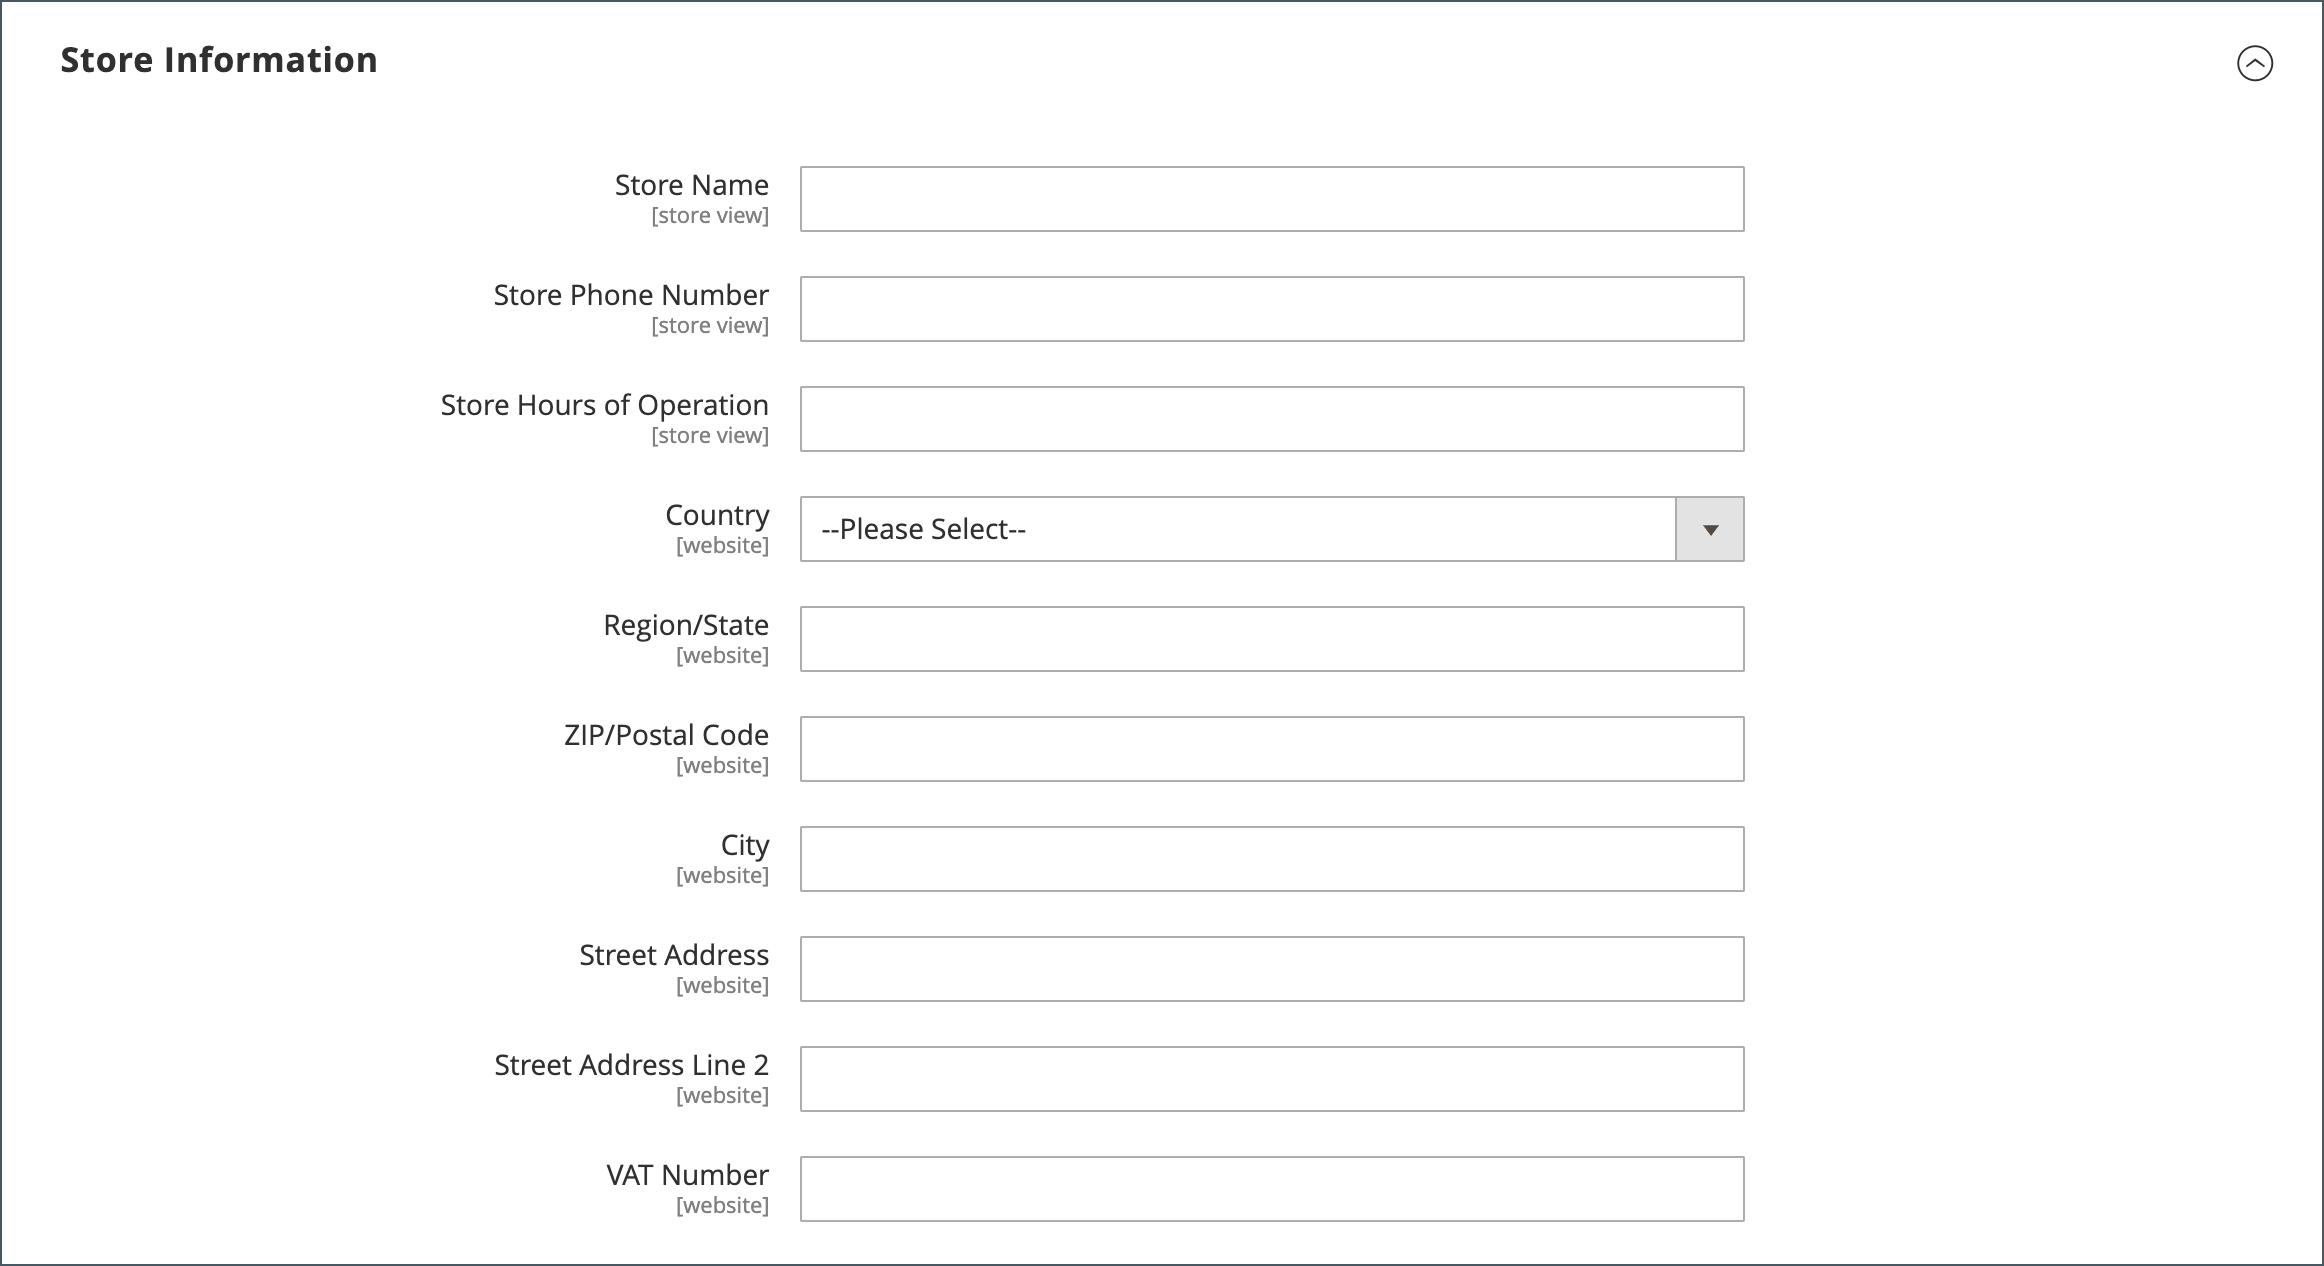 Store Information
Store Name
[store view]
Store Phone Number
[store view]
Store Hours of Operation
[store view]
Country
[website]
--Please Select--
Region/State
[website]
ZIP/Postal Code
[website]
City
[website]
Street Address
[website]
Street Address Line 2
[website]
VAT Number
[website]